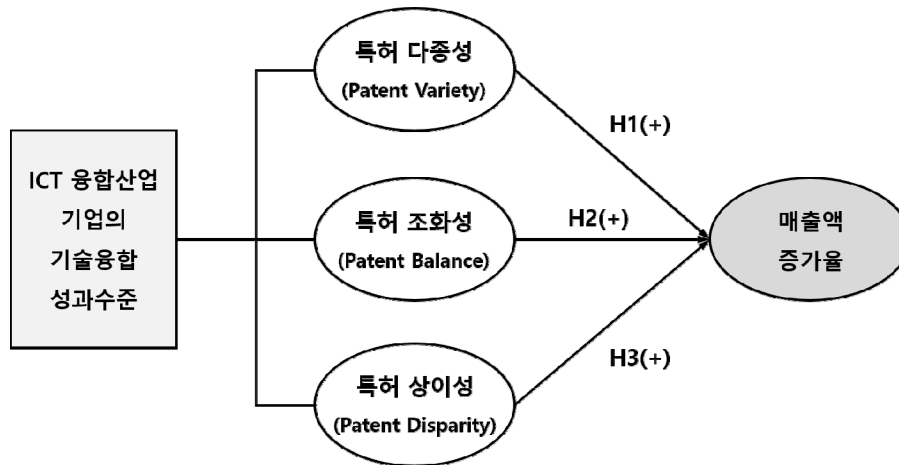 ICT 융합산업
기업의
기술융합
성과수준
특허 다종성
(Patent Variety)
특허 조화성
(Patent Balance)
특허 상이성
(Patent Disparity)
H1(+)
H2(+)
H3(+)
매출액
증가율